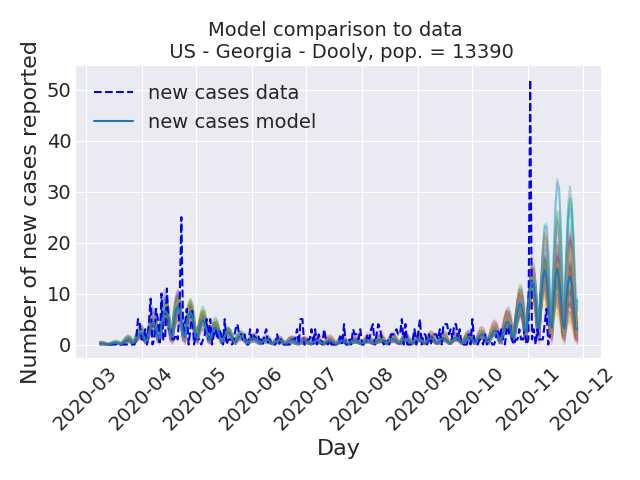 Model comparison to data
US - Georgia - Dooly, pop. = 13390
Number of new cases reported
50
40
30
20
10
0
new cases data
new cases model
2020-03
2020-04
2020-05
2020-06
2020-07
2020-08
2020-09
2020-10
2020-11
2020-12
Day